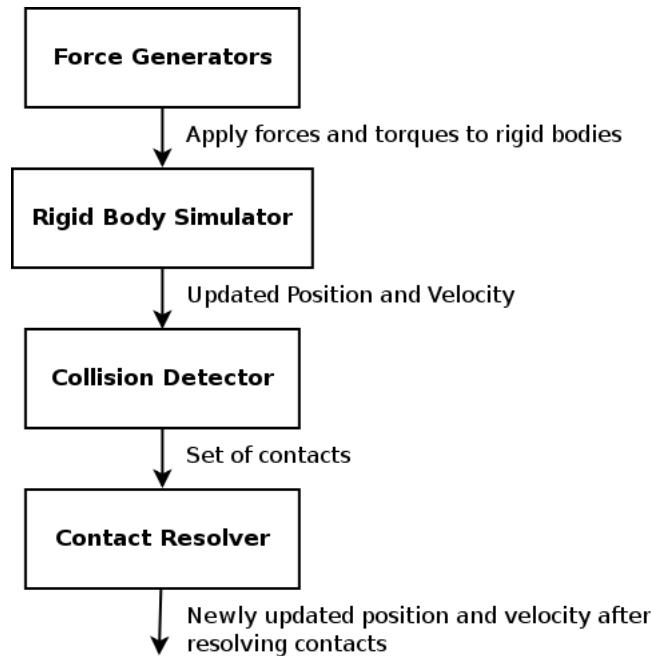 Force Generators
Apply forces and torques to rigid bodies
Rigid Body Simulator
Updated Position and Velocity
Collision Detector
Set of contacts
Contact Resolver
Newly updated position and velocity after
resolving contacts